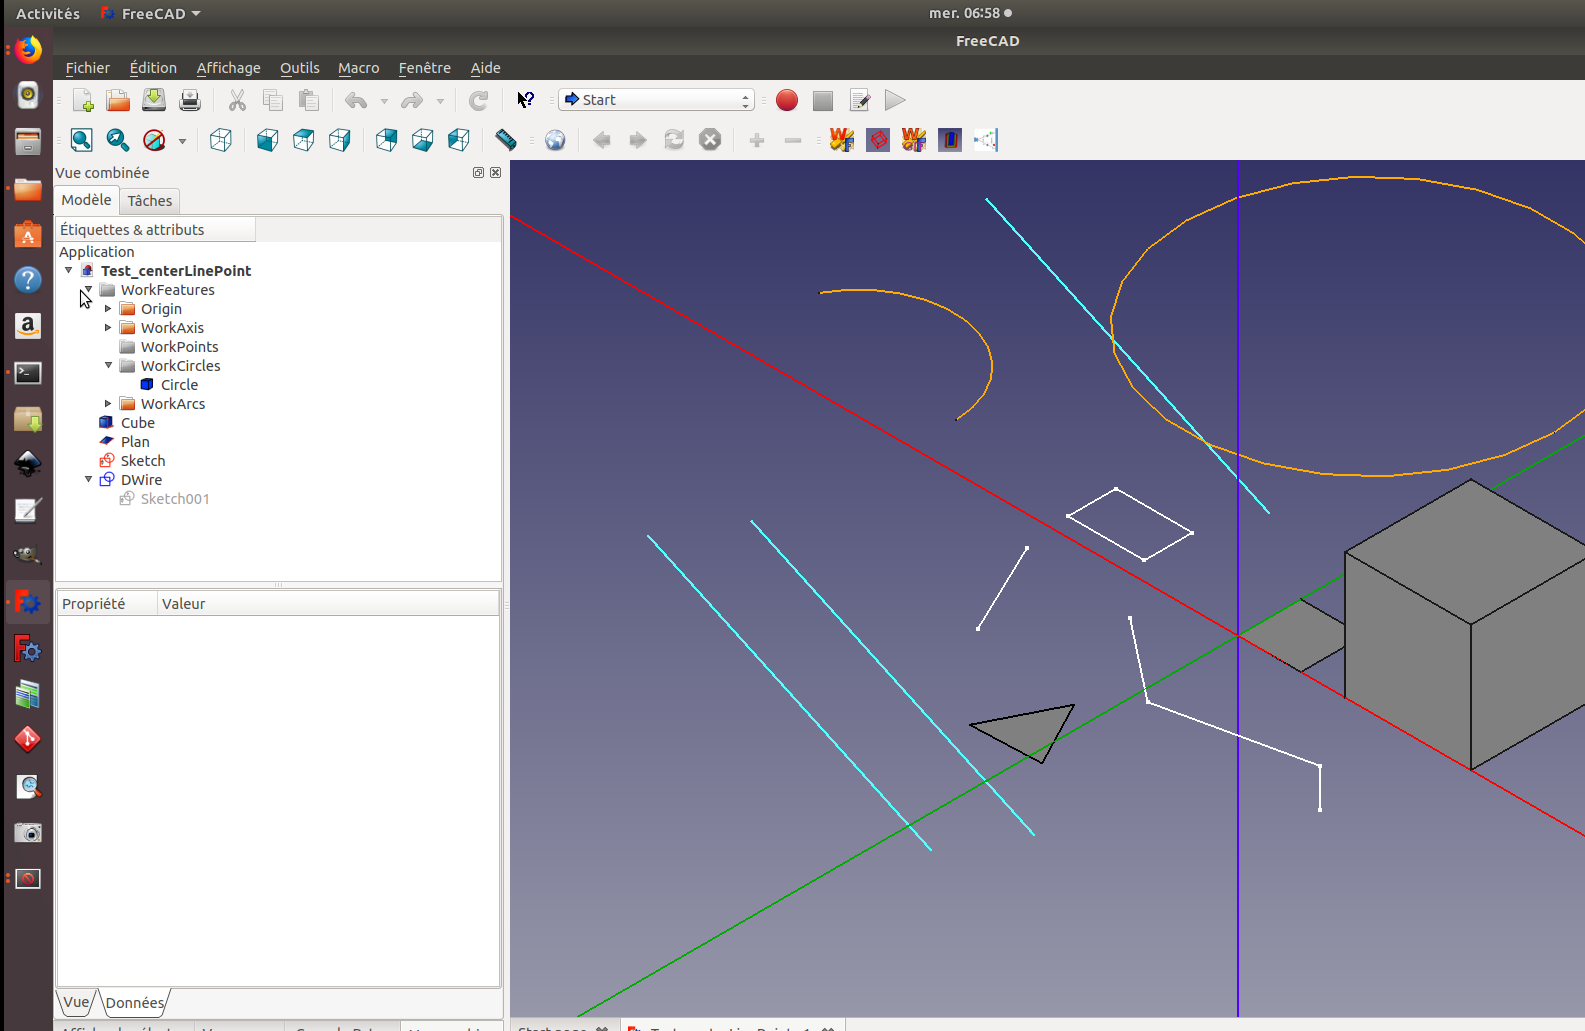 Activités FreeCAD mer. 06:58
FreeCAD
Fichier Édition Affichage Outils Macro Fenêtre Aide
Start
Vue combinée
Modèle Tâches
Étiquettes & attributs
Application
Test_centerLinePoint
WorkFeatures
Origin
WorkAxis
WorkPoints
WorkCircles
Circle
WorkArcs
Cube
Plan
Sketch
DWire
Sketch001
Propriété Valeur
Vue Données
Start page